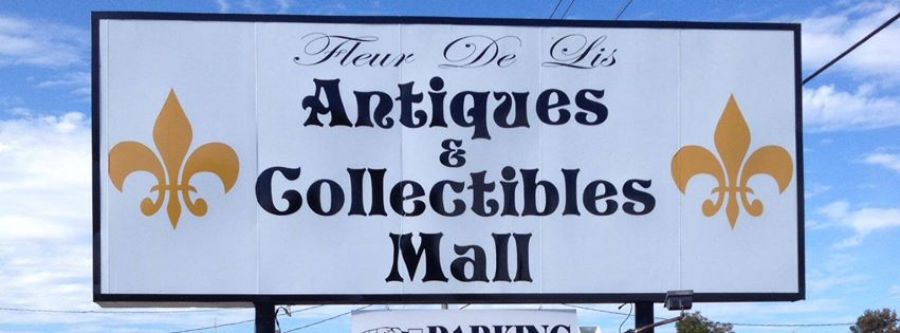 Fleur De Lis
Antiques
&
Collectibles
Mall
PARKING